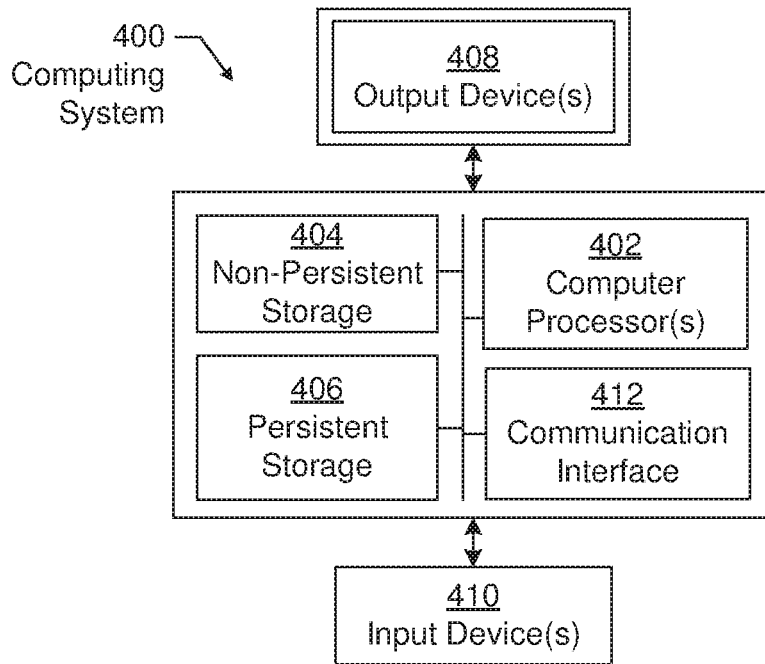 400
Computing
System
408
Output Device(s)
404
Non-Persistent
Storage
402
Computer
Processor(s)
406
Persistent
Storage
412
Communication
Interface
410
Input Device(s)